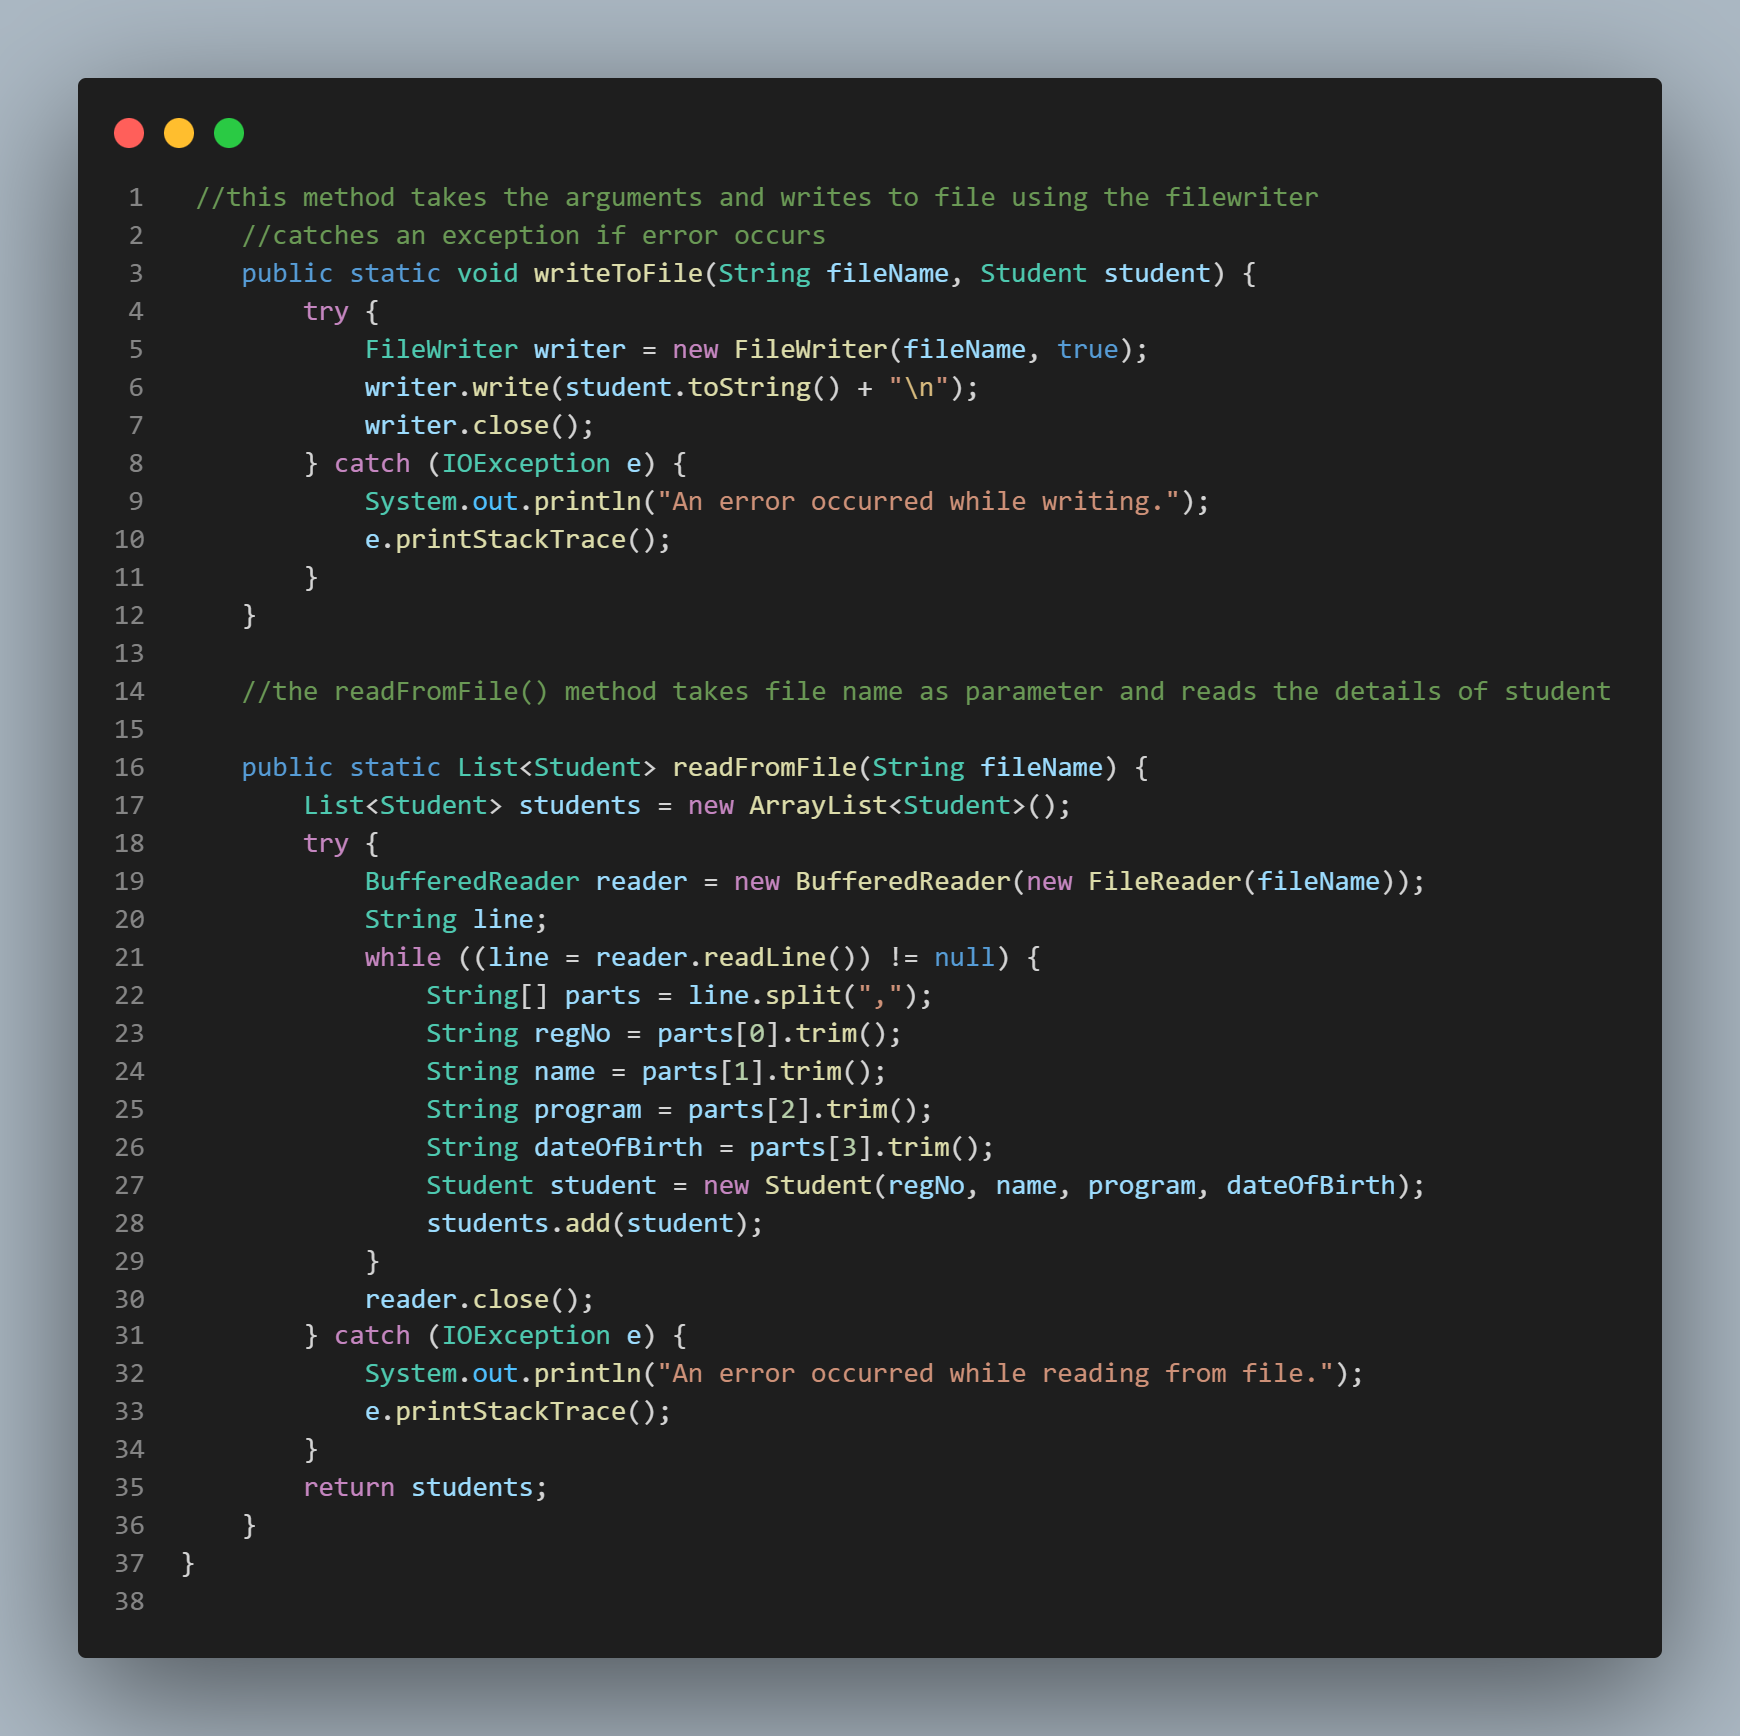 1 //this method takes the arguments and writes to file using the filewriter
2 //catches an exception if error occurs
3 public static void writeToFile(String fileName, Student student) {
4 try {
5 FileWriter writer = new FileWriter(fileName, true);
6 writer.write(student.toString() + "\n");
7 writer.close();
8 } catch (IOException e) {
9 System.out.println("An error occurred while writing.");
10 e.printStackTrace();
11 }
12 }
13
14 //the readFromFile() method takes file name as parameter and reads the details of student
15
16 public static List<Student> readFromFile(String fileName) {
17 List<Student> students = new ArrayList<Student>();
18 try {
19 BufferedReader reader = new BufferedReader(new FileReader(fileName));
20 String line;
21 while ((line = reader.readLine()) != null) {
22 String[] parts = line.split(",");
23 String regNo = parts[0].trim();
24 String name = parts[1].trim();
25 String program = parts[2].trim();
26 String dateOfBirth = parts[3].trim();
27 Student student = new Student(regNo, name, program, dateOfBirth);
28 students.add(student);
29 }
30 reader.close();
31 } catch (IOException e) {
32 System.out.println("An error occurred while reading from file.");
33 e.printStackTrace();
34 }
35 return students;
36 }
37 }
38